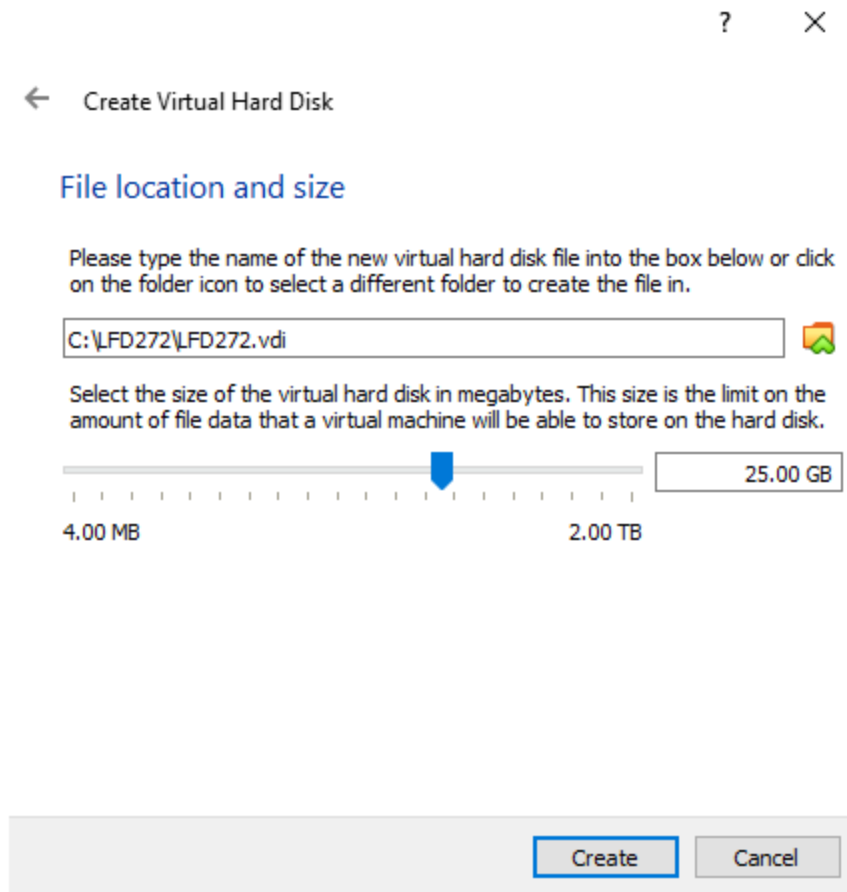 ?
Create Virtual Hard Disk
File location and size
Please type the name of the new virtual hard disk file into the box below or click
on the folder icon to select a different folder to create the file in.
C:\LFD272\LFD272.vdi
Select the size of the virtual hard disk in megabytes. This size is the limit on the
amount of file data that a virtual machine will be able to store on the hard disk.
25.00 GB
4.00 MB
2.00 TB
Create
Cancel